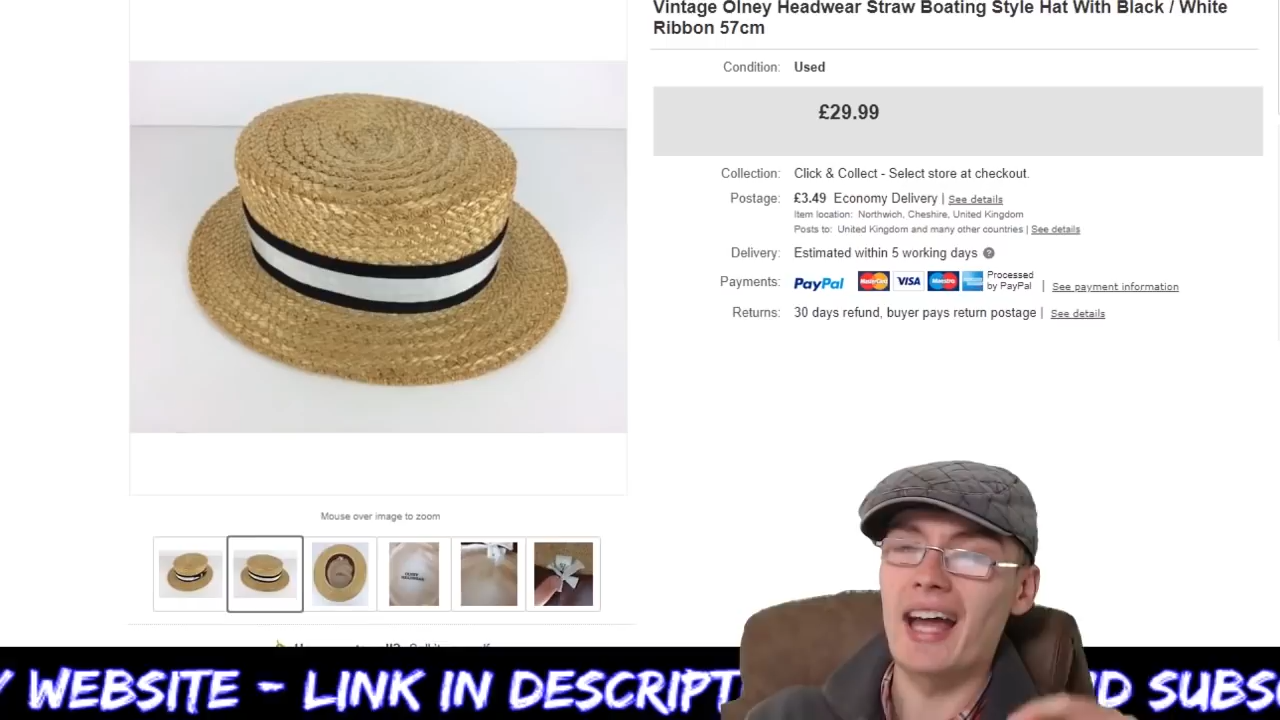 Vintage Olney Headwear Straw Boating Style Hat With Black / White
Ribbon 57cm
Condition: Used
£29.99
Collection: Click & Collect - Select store at checkout.
Postage: £3.49 Economy Delivery | See details
Item location: Northwich, Cheshire, United Kingdom
Posts to: United Kingdom and many other countries | See details
Delivery: Estimated within 5 working days ?
Payments: PayPal MasterCard VISA Maestro Processed
by PayPal | See payment information
Returns: 30 days refund, buyer pays return postage | See details
Mouse over image to zoom
Y WEBSITE - LINK IN DESCRIPT ND SUBS